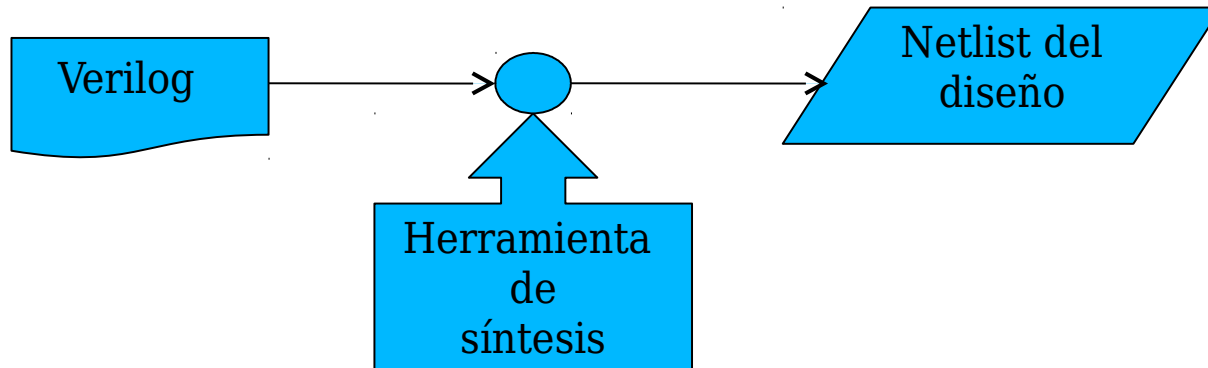 Verilog
Netlist del
diseño
Herramienta
de
síntesis